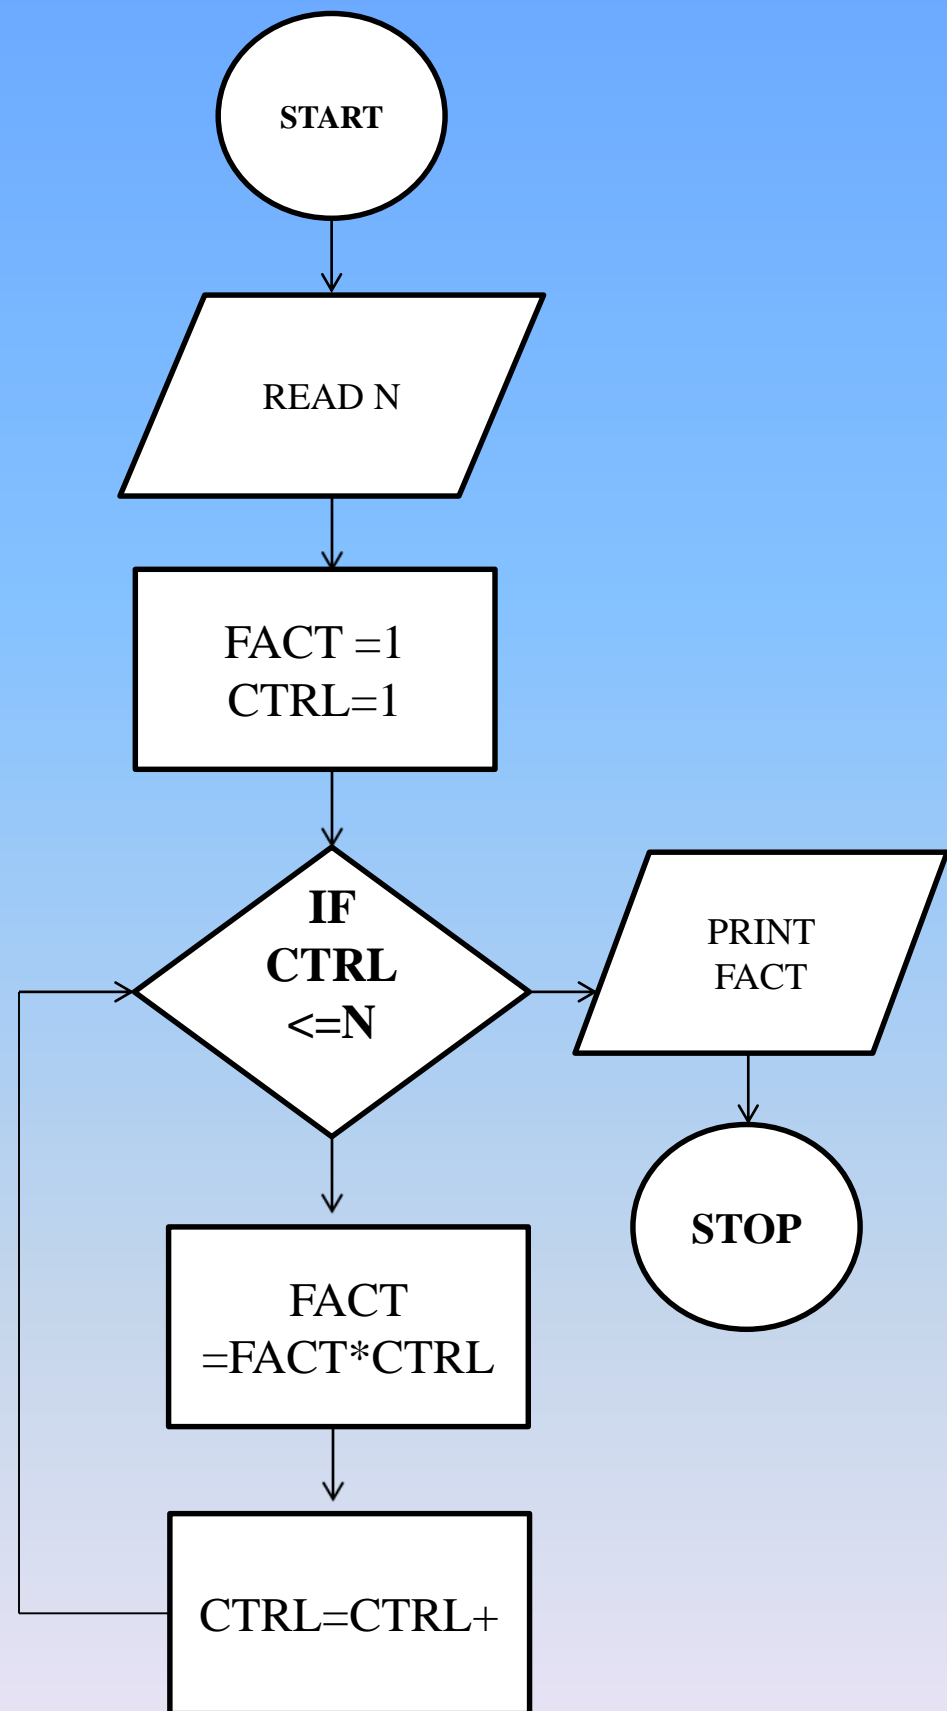 START
READ N
FACT =1
CTRL=1
IF
CTRL
<=N
PRINT
FACT
STOP
FACT
=FACT*CTRL
CTRL=CTRL+